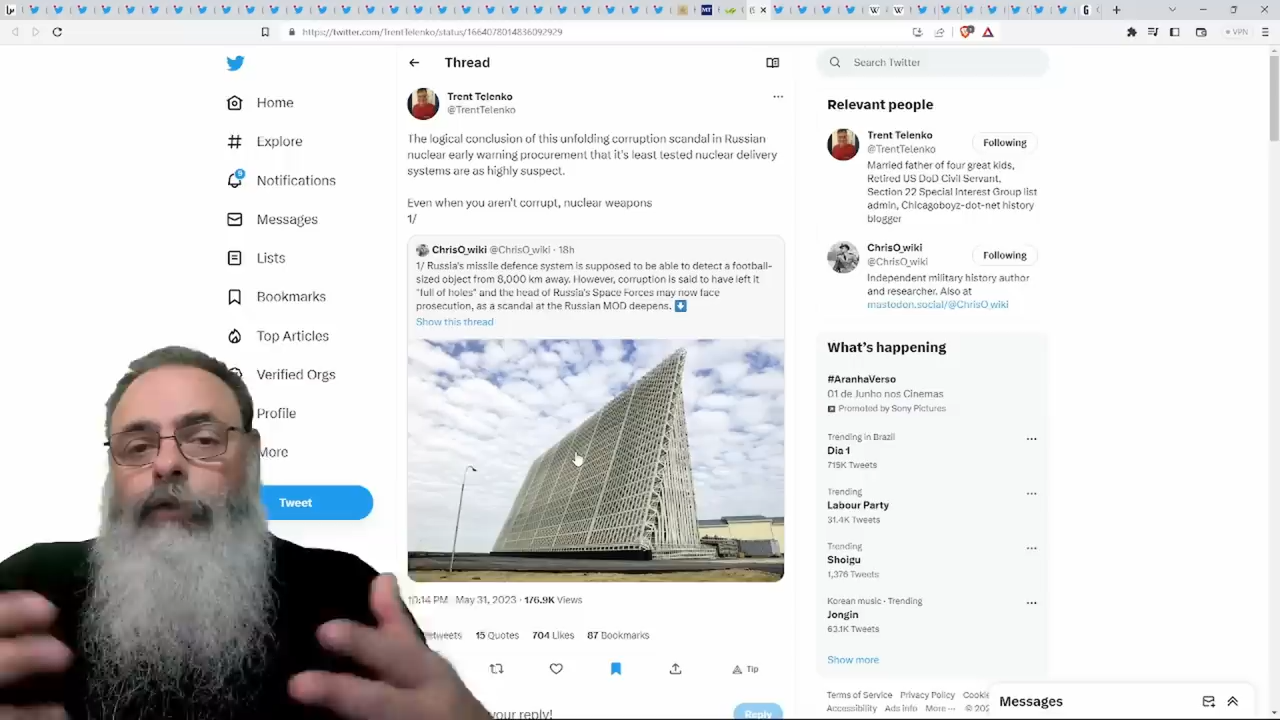 https://twitter.com/TrentTelenko/status/1664078014836092929
VPN
Home
Explore
Notifications
9
Messages
Lists
Bookmarks
Top Articles
Verified Orgs
Profile
More
Tweet
Thread
Trent Telenko
@TrentTelenko
The logical conclusion of this unfolding corruption scandal in Russian
nuclear early warning procurement that it's least tested nuclear delivery
systems are as highly suspect.
Even when you aren't corrupt, nuclear weapons
1/
ChrisO_wiki @ChrisO_wiki · 18h
1/ Russia's missile defence system is supposed to be able to detect a football-
sized object from 8,000 km away. However, corruption is said to have left it
"full of holes" and the head of Russia's Space Forces may now face
prosecution, as a scandal at the Russian MOD deepens.
Show this thread
10:14 PM · May 31, 2023 · 176.9K Views
15 Quotes 704 Likes 87 Bookmarks
Tip
your reply!
Reply
Search Twitter
Relevant people
Trent Telenko
@TrentTelenko
Following
Married father of four great kids,
Retired US DoD Civil Servant,
Section 22 Special Interest Group list
admin, Chicagoboyz-dot-net history
blogger
ChrisO_wiki
@ChrisO_wiki
Following
Independent military history author
and researcher. Also at
mastodon.social/@ChrisO_wiki
What's happening
#AranhaVerso
01 de Junho nos Cinemas
Promoted by Sony Pictures
Trending in Brazil
Dia 1
715K Tweets
Trending
Labour Party
31.4K Tweets
Trending
Shoigu
1,376 Tweets
Korean music · Trending
Jongin
63.1K Tweets
Show more
Terms of Service Privacy Policy
Accessibility Ads info More ···
Messages